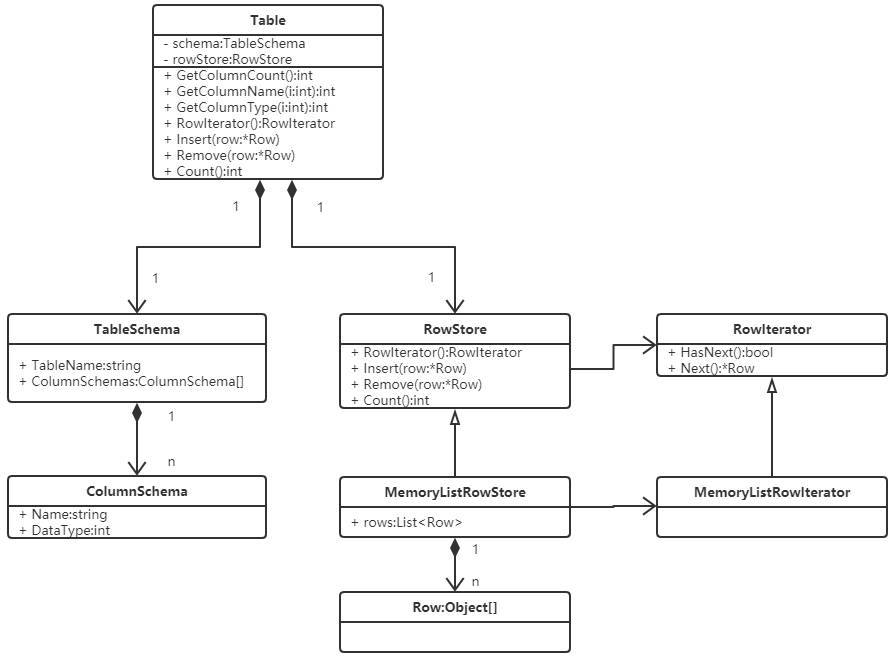 Table
- schema:TableSchema
- rowStore:RowStore
+ GetColumnCount():int
+ GetColumnName(i:int):int
+ GetColumnType(i:int):int
+ RowIterator():RowIterator
+ Insert(row:*Row)
+ Remove(row:*Row)
+ Count():int
1
1
1
1
TableSchema
+ TableName:string
+ ColumnSchemas:ColumnSchema[]
RowStore
+ RowIterator():RowIterator
+ Insert(row:*Row)
+ Remove(row:*Row)
+ Count():int
RowIterator
+ HasNext():bool
+ Next():*Row
1
n
ColumnSchema
+ Name:string
+ DataType:int
MemoryListRowStore
+ rows:List<Row>
MemoryListRowIterator
1
n
Row:Object[]